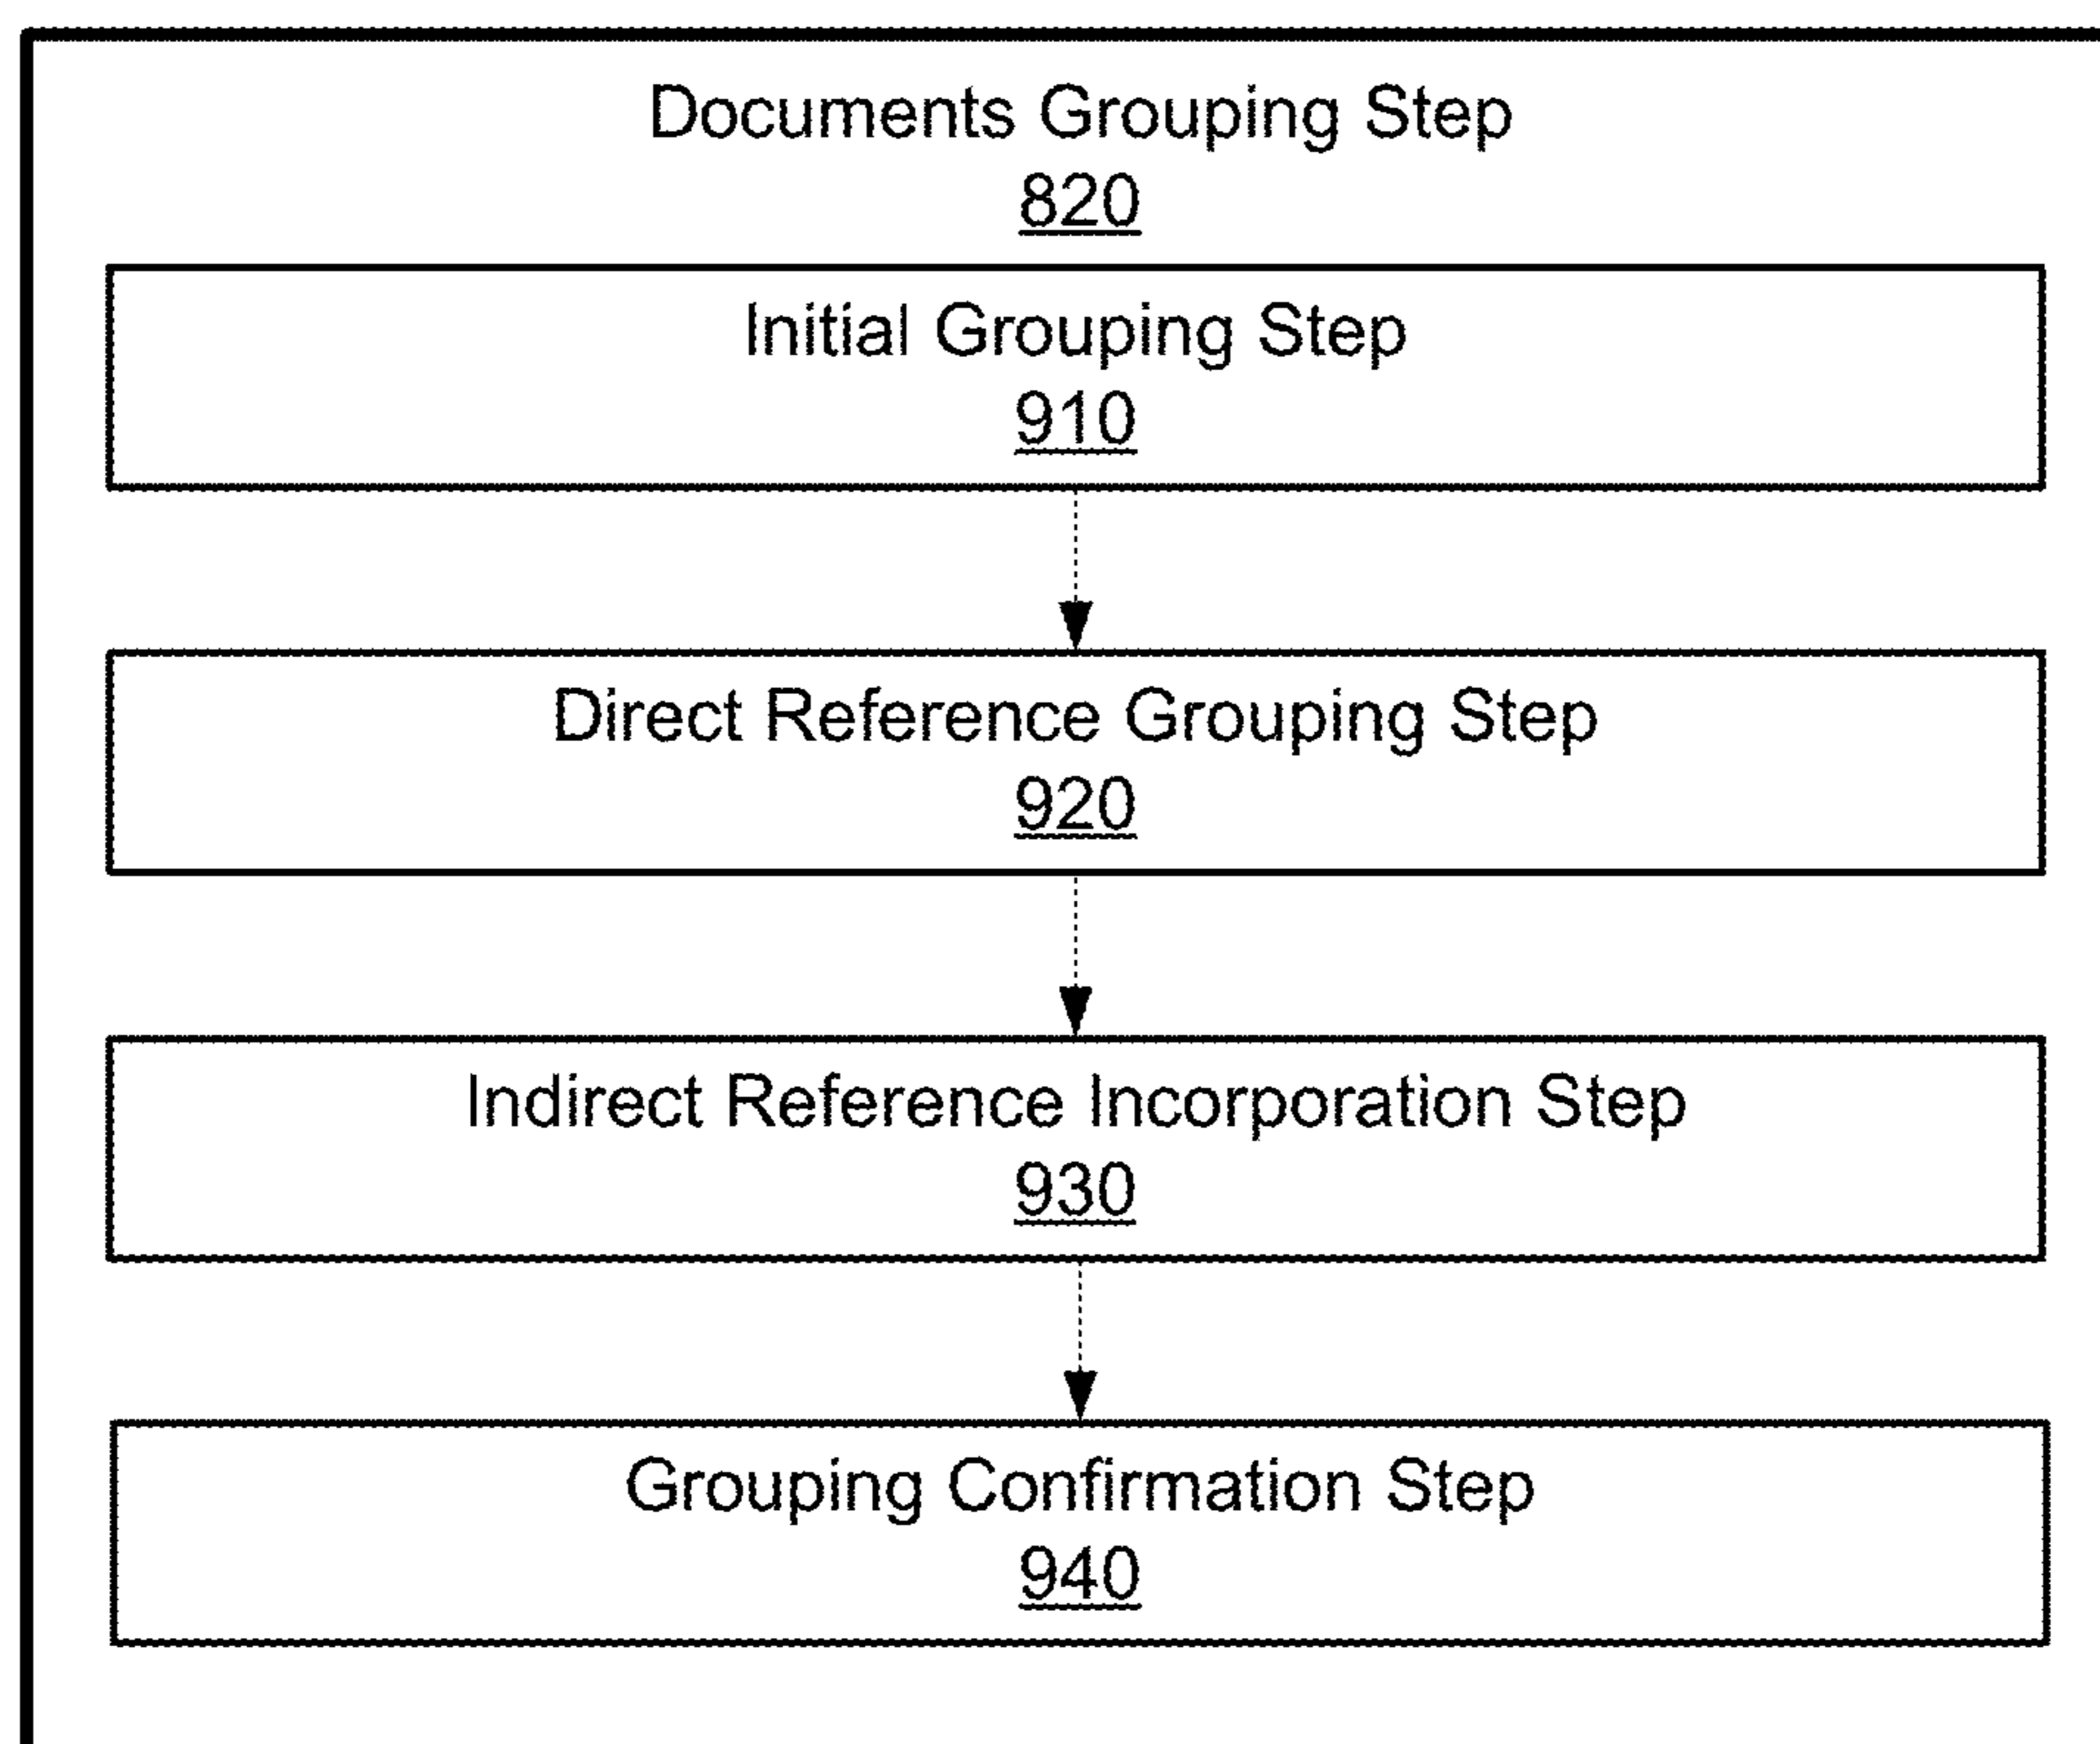 Documents Grouping Step
820
Initial Grouping Step
910
Direct Reference Grouping Step
920
Indirect Reference Incorporation Step
930
Grouping Confirmation Step
940